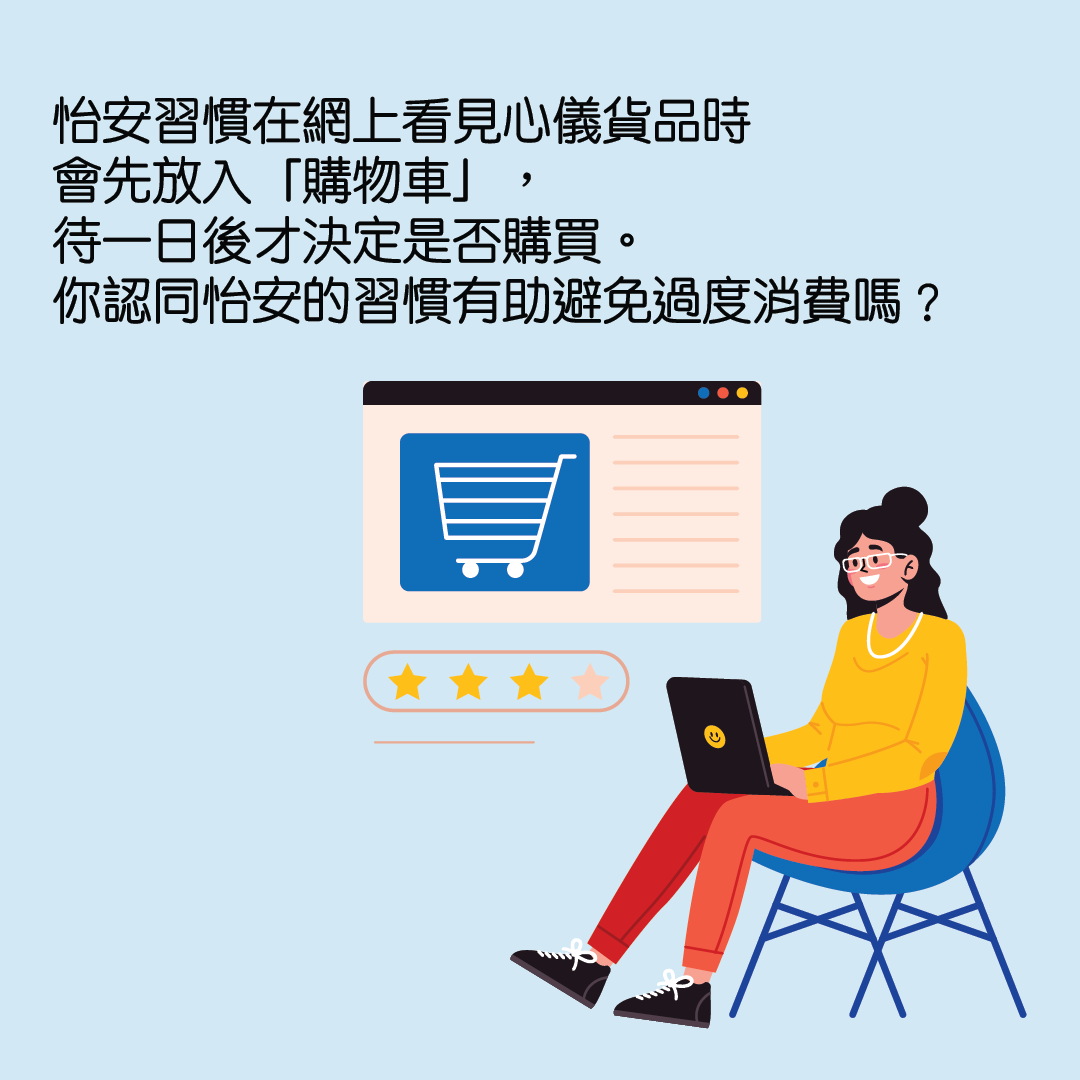 怡安習慣在網上看見心儀貨品時
會先放入「購物車」，
待一日後才決定是否購買。
你認同怡安的習慣有助避免過度消費嗎？